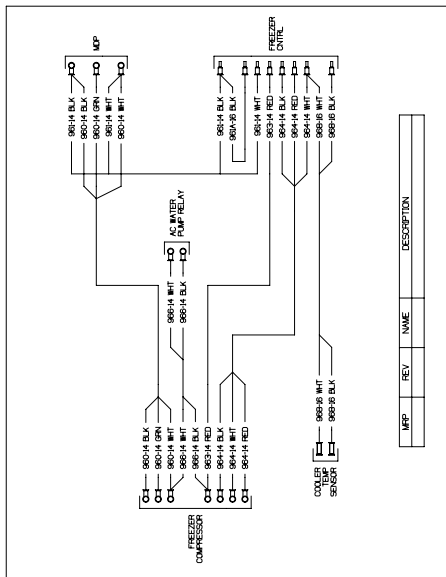 MDP
961-14 BLK
960-14 BLK
960-14 GRN
961-14 WHT
960-14 WHT
FREEZER
CNTRL
961-14 BLK
961A-16 BLK
961-14 WHT
963-14 RED
964-14 BLK
964-14 RED
964-14 WHT
968-16 WHT
968-16 BLK
AC WATER
PUMP RELAY
966-14 WHT
966-14 BLK
960-14 BLK
960-14 GRN
960-14 WHT
966-14 WHT
966-14 BLK
963-14 RED
964-14 BLK
964-14 WHT
964-14 RED
FREEZER
COMPRESSOR
968-16 WHT
968-16 BLK
COOLER
TEMP
SENSOR
MRP REV NAME DESCRIPTION